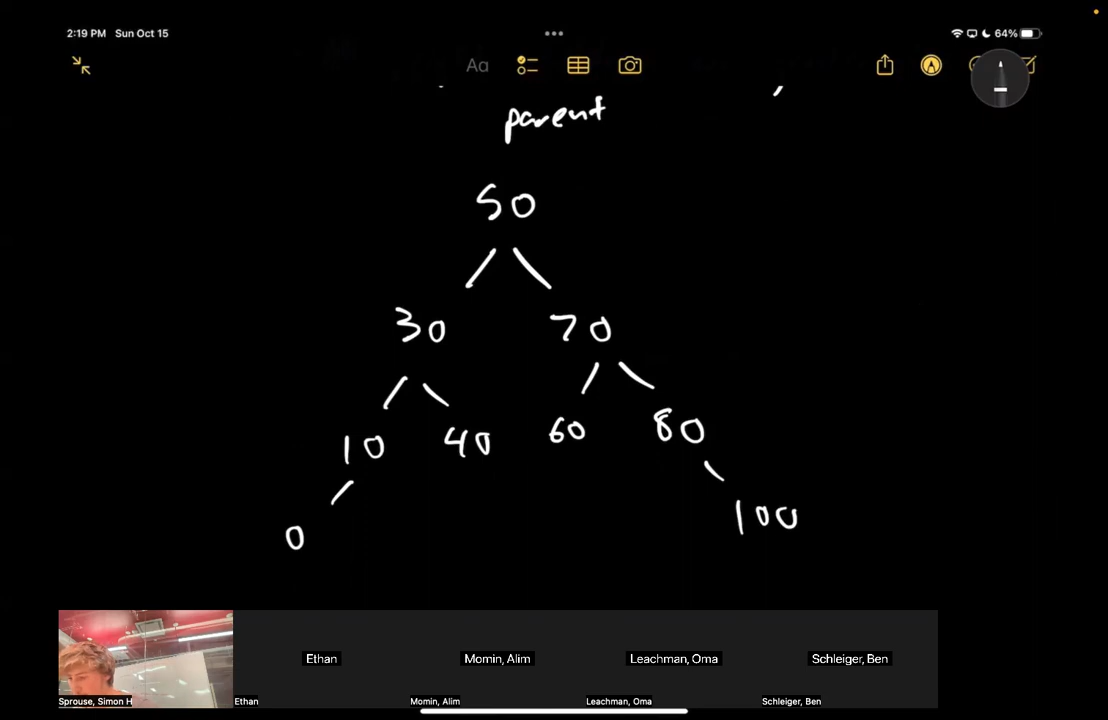 2:19 PM Sun Oct 15
64%
Aa
parent
50
30 70
10 40 60 80
0 100
Ethan
Momin, Alim
Leachman, Oma
Schleiger, Ben
Sprouse, Simon H
Ethan
Momin, Alim
Leachman, Oma
Schleiger, Ben